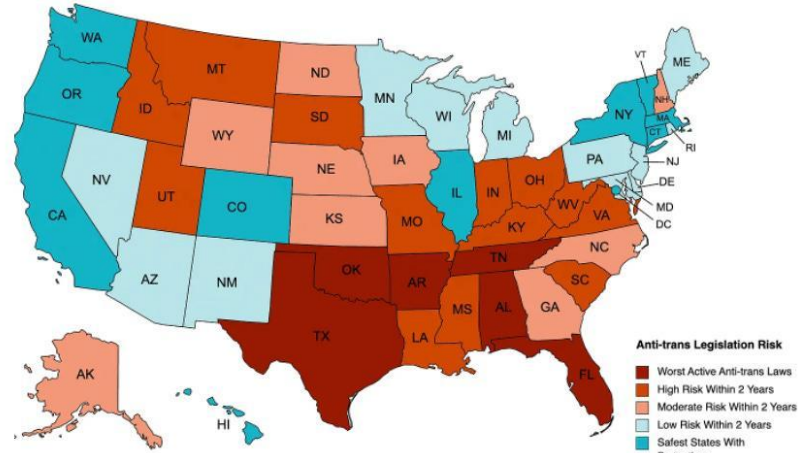 WA
OR
CA
ID
NV
MT
WY
UT
AZ
CO
NM
ND
SD
NE
KS
OK
TX
MN
IA
MO
AR
LA
WI
IL
MI
IN
OH
KY
TN
MS
AL
GA
FL
SC
NC
VA
WV
PA
NY
VT
NH
ME
MA
CT
RI
NJ
DE
MD
DC
AK
HI
Anti-trans Legislation Risk
Worst Active Anti-trans Laws
High Risk Within 2 Years
Moderate Risk Within 2 Years
Low Risk Within 2 Years
Safest States With